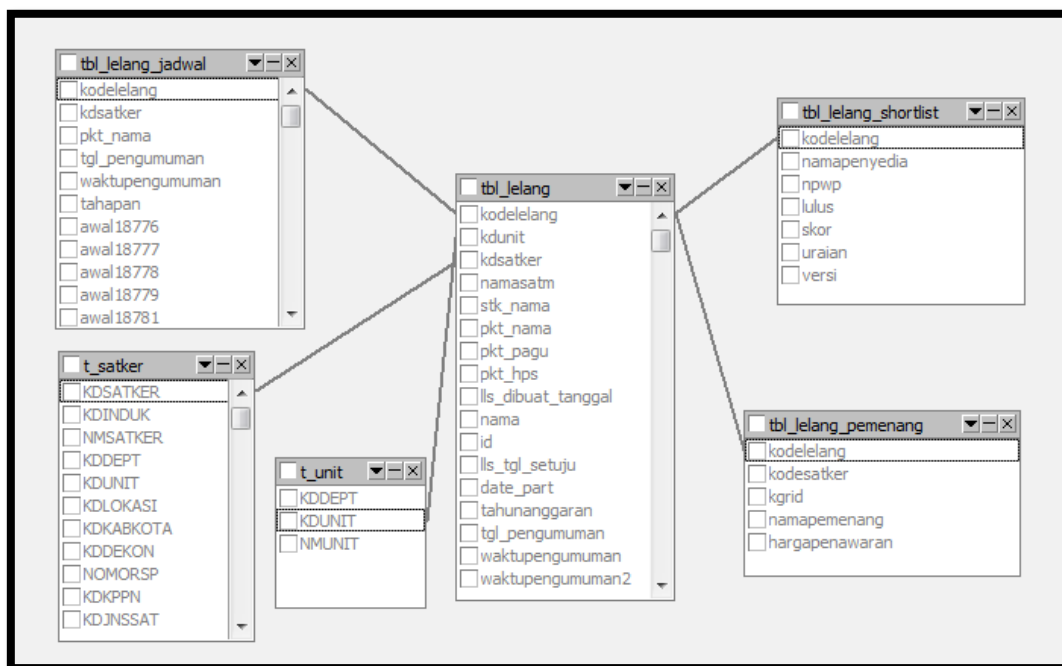 tbl_lelang_jadwal
kodelelang
kdsatker
pkt_nama
tgl_pengumuman
waktupengumuman
tahapan
awal18776
awal18777
awal18778
awal18779
awal18781
t_satker
KDSATKER
KDINDUK
NMSATKER
KDDEPT
KDUNIT
KDLOKASI
KDKABKOTA
KDDEKON
NOMORSP
KDKPPN
KDJNSSAT
t_unit
KDDEPT
KDUNIT
NMUNIT
tbl_lelang
kodelelang
kdunit
kdsatker
namasatm
stk_nama
pkt_nama
pkt_pagu
pkt_hps
lls_dibuat_tanggal
nama
id
lls_tgl_setuju
date_part
tahunanggaran
tgl_pengumuman
waktupengumuman
waktupengumuman2
tbl_lelang_shortlist
kodelelang
namapenyedia
npwp
lulus
skor
uraian
versi
tbl_lelang_pemenang
kodelelang
kodesatker
kgrid
namapemenang
hargapenawaran